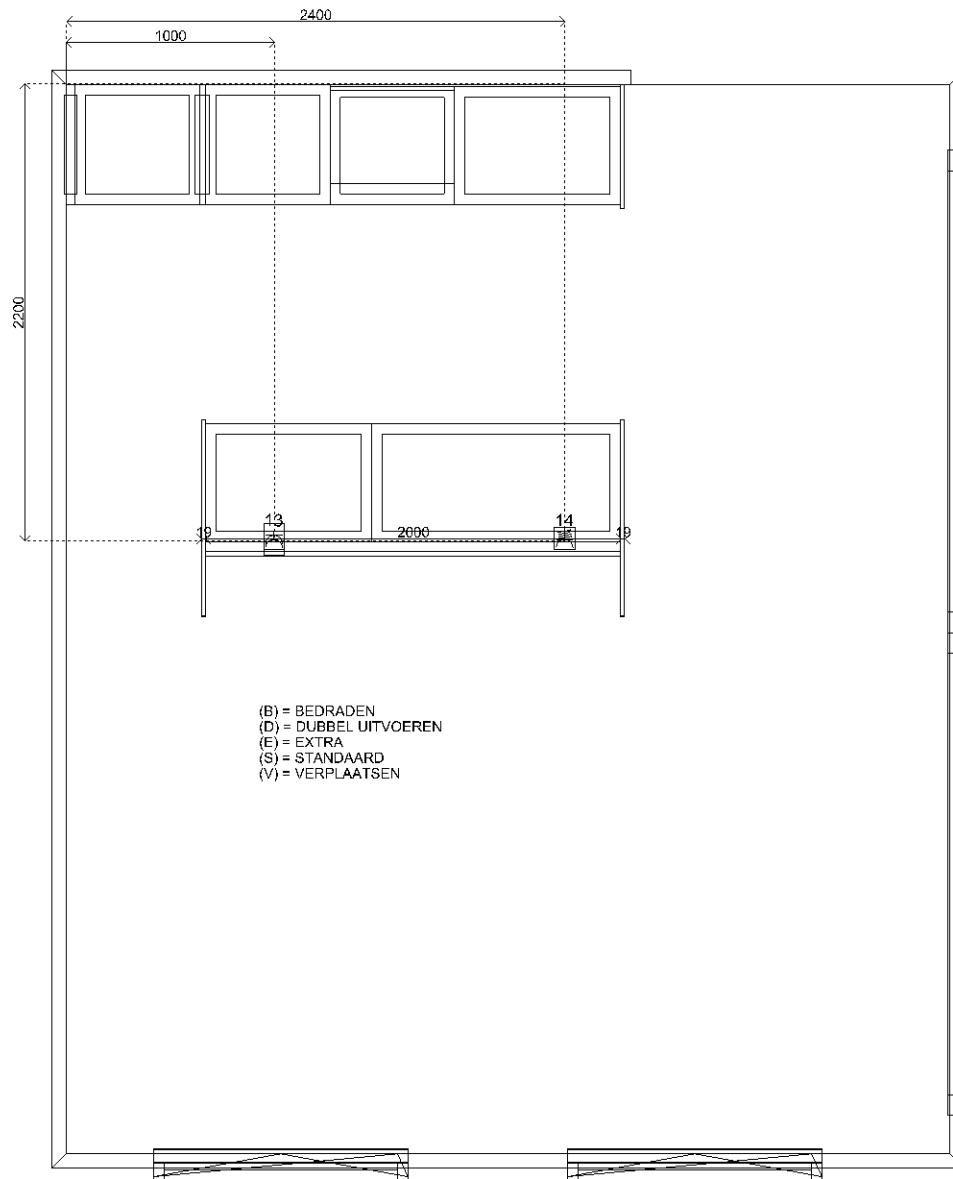 2400
1000
2200
13
14
19
2000
19
(B) = BEDRADEN
(D) = DUBBEL UITVOEREN
(E) = EXTRA
(S) = STANDAARD
(V) = VERPLAATSEN